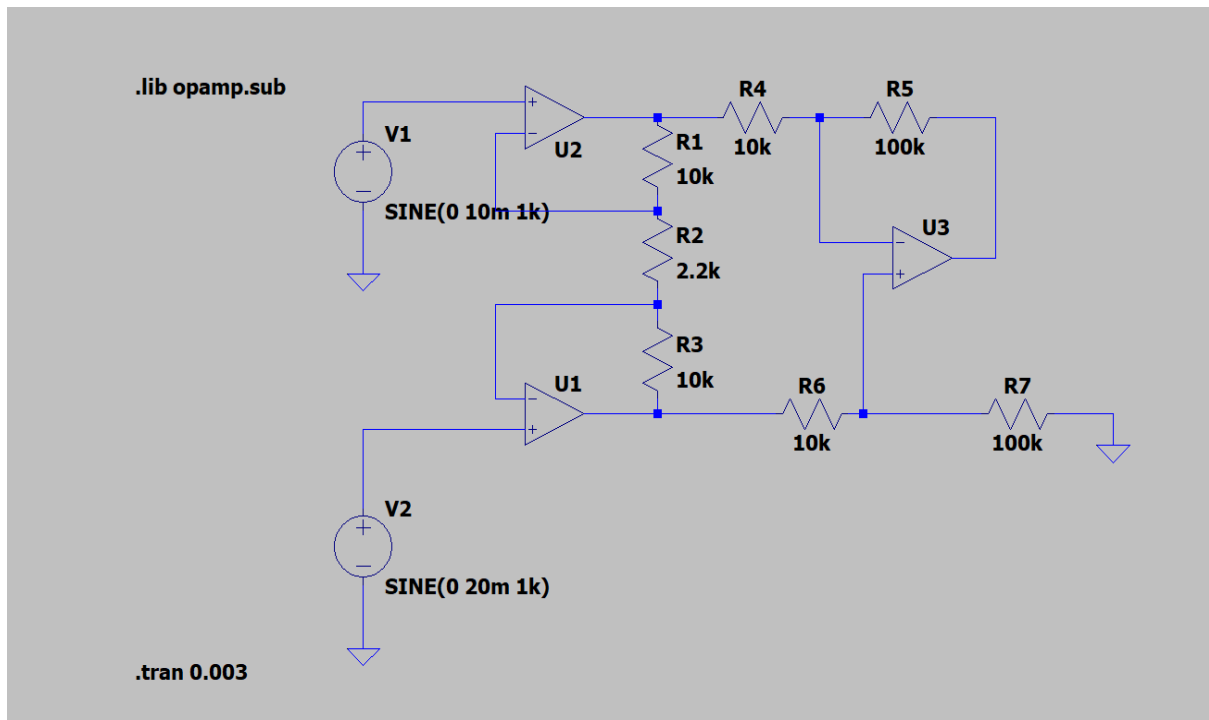 .lib opamp.sub
R4
R5
V1
U2
R1
10k
100k
10k
SINE(0 10m 1k)
R2
U3
2.2k
R3
10k
U1
R6
R7
10k
100k
V2
SINE(0 20m 1k)
.tran 0.003